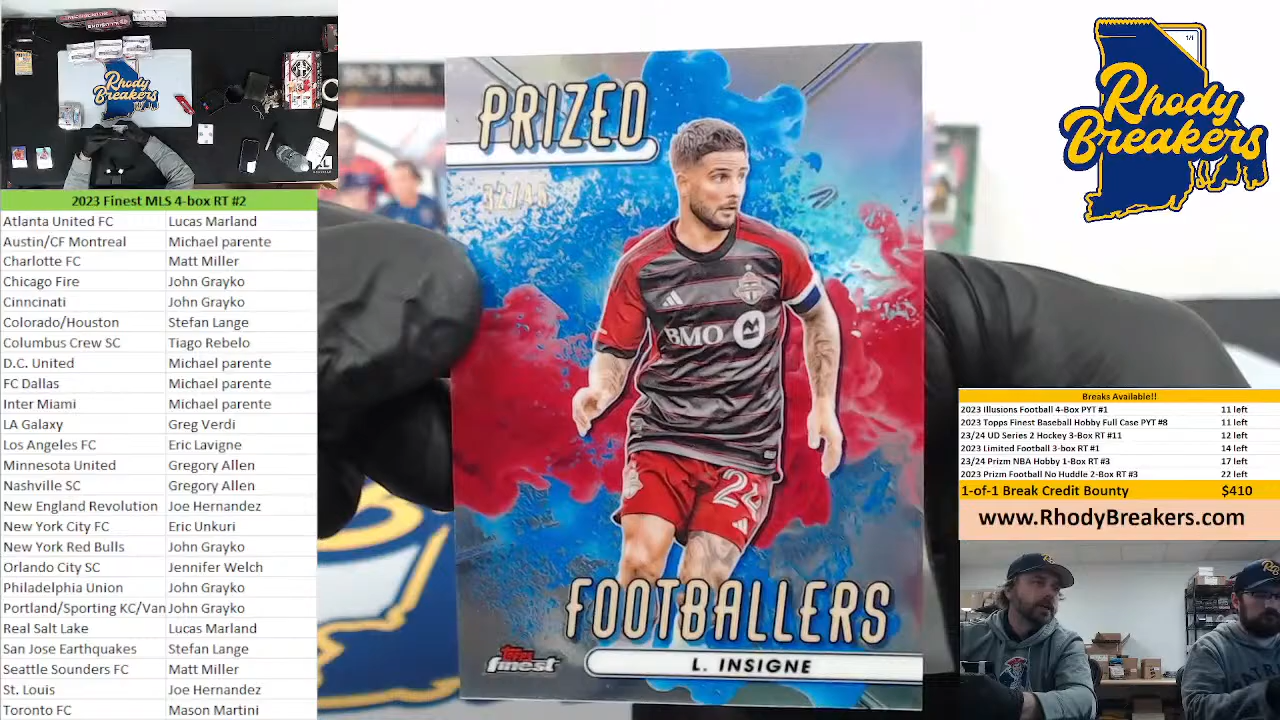 Rhody
Breakers
2023 Finest MLS 4-box RT #2
Atlanta United FC Lucas Marland
Austin/CF Montreal Michael parente
Charlotte FC Matt Miller
Chicago Fire John Grayko
Cinncinati John Grayko
Colorado/Houston Stefan Lange
Columbus Crew SC Tiago Rebelo
D.C. United Michael parente
FC Dallas Michael parente
Inter Miami Michael parente
LA Galaxy Greg Verdi
Los Angeles FC Eric Lavigne
Minnesota United Gregory Allen
Nashville SC Gregory Allen
New England Revolution Joe Hernandez
New York City FC Eric Unkuri
New York Red Bulls John Grayko
Orlando City SC Jennifer Welch
Philadelphia Union John Grayko
Portland/Sporting KC/Van John Grayko
Real Salt Lake Lucas Marland
San Jose Earthquakes Stefan Lange
Seattle Sounders FC Matt Miller
St. Louis Joe Hernandez
Toronto FC Mason Martini
PRIZED
BMO
22
FOOTBALLERS
Topps
finest
L. INSIGNE
1/1
Rhody
Breakers
Breaks Available!!
2023 Illusions Football 4-Box PYT #1 11 left
2023 Topps Finest Baseball Hobby Full Case PYT #8 11 left
23/24 UD Series 2 Hockey 3-Box RT #11 12 left
2023 Limited Football 3-box RT #1 14 left
23/24 Prizm NBA Hobby 1-Box RT #3 17 left
2023 Prizm Football No Huddle 2-Box RT #3 22 left
1-of-1 Break Credit Bounty $410
www.RhodyBreakers.com